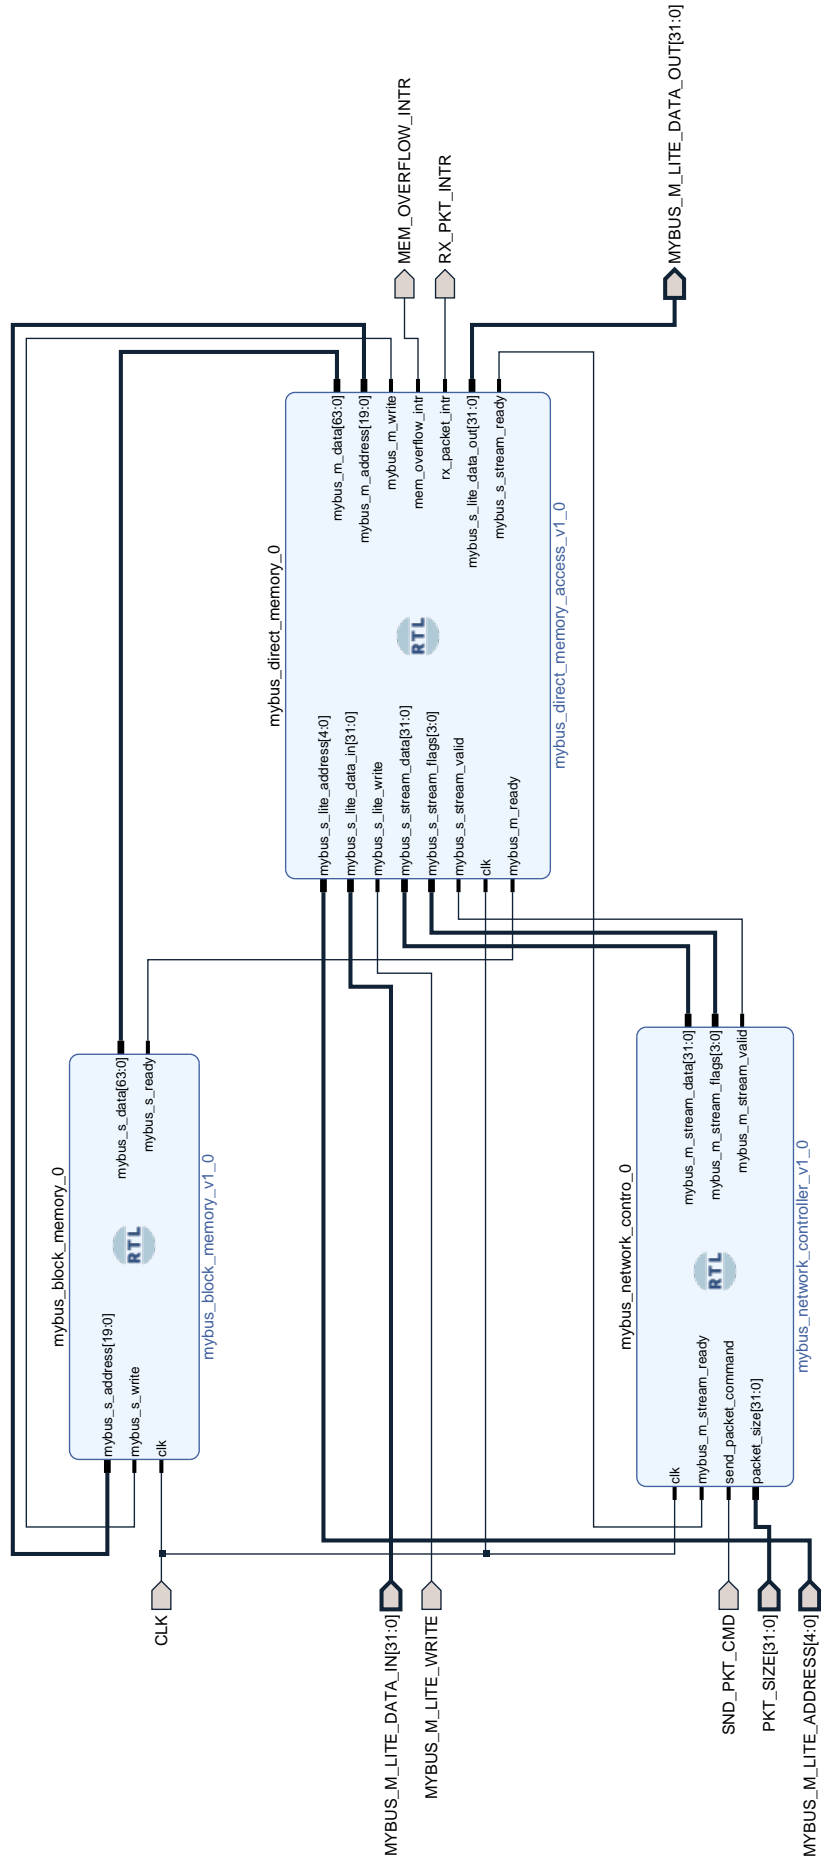 CLK
MYBUS_M_LITE_DATA_IN[31:0]
MYBUS_M_LITE_WRITE
SND_PKT_CMD
PKT_SIZE[31:0]
MYBUS_M_LITE_ADDRESS[4:0]
mybus_block_memory_0
mybus_s_address[19:0]
mybus_s_write
clk
RTL
mybus_s_data[63:0]
mybus_s_ready
mybus_block_memory_v1_0
mybus_network_contro_0
clk
mybus_m_stream_ready
send_packet_command
packet_size[31:0]
RTL
mybus_m_stream_data[31:0]
mybus_m_stream_flags[3:0]
mybus_m_stream_valid
mybus_network_controller_v1_0
mybus_direct_memory_0
mybus_s_lite_address[4:0]
mybus_s_lite_data_in[31:0]
mybus_s_lite_write
mybus_s_stream_data[31:0]
mybus_s_stream_flags[3:0]
mybus_s_stream_valid
clk
mybus_m_ready
RTL
mybus_m_data[63:0]
mybus_m_address[19:0]
mybus_m_write
mem_overflow_intr
rx_packet_intr
mybus_s_lite_data_out[31:0]
mybus_s_stream_ready
mybus_direct_memory_access_v1_0
MEM_OVERFLOW_INTR
RX_PKT_INTR
MYBUS_M_LITE_DATA_OUT[31:0]